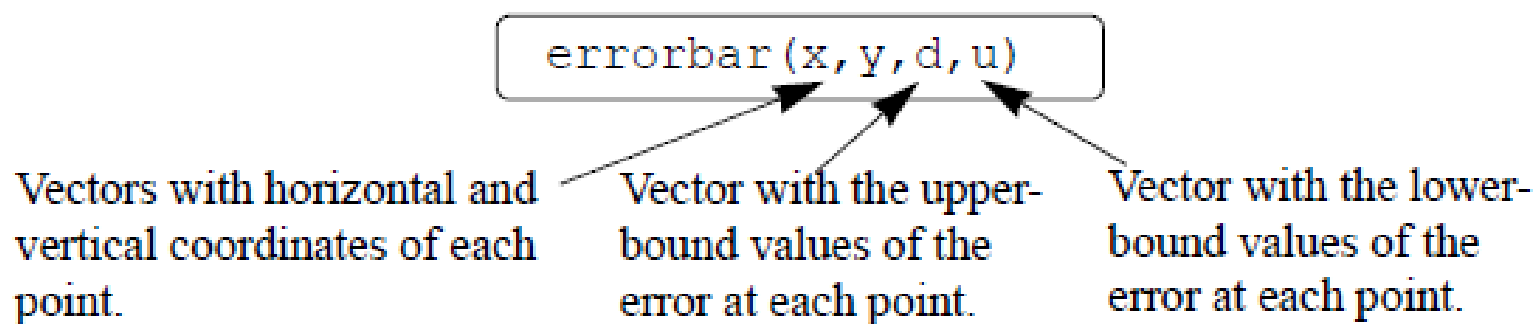 errorbar(x,y,d,u)
Vectors with horizontal and
vertical coordinates of each
point.
Vector with the upper-
bound values of the
error at each point.
Vector with the lower-
bound values of the
error at each point.